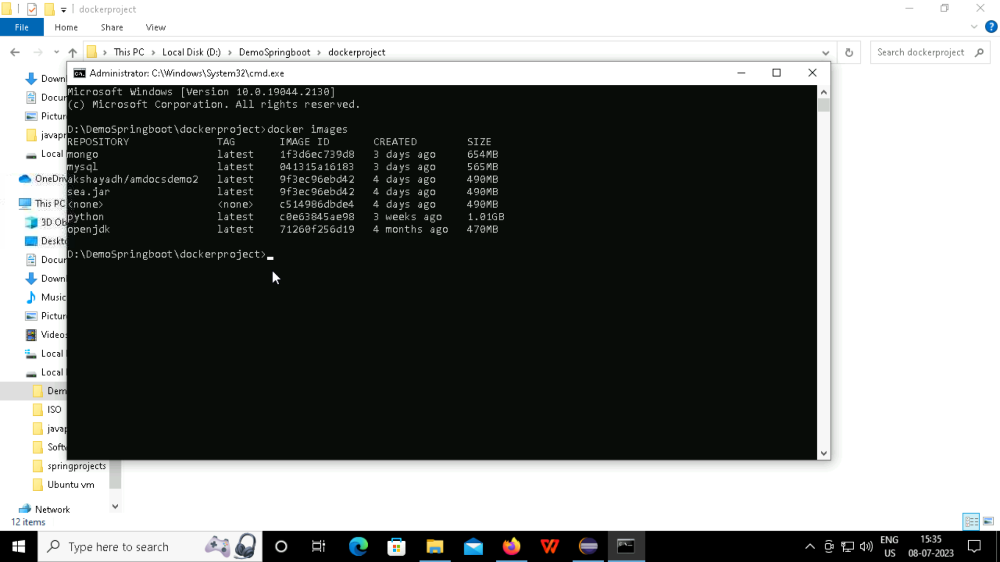 dockerproject
File Home Share View
This PC > Local Disk (D:) > DemoSpringboot > dockerproject
Search dockerproject
Administrator: C:\Windows\System32\cmd.exe
Microsoft Windows [Version 10.0.19044.2130]
(c) Microsoft Corporation. All rights reserved.
D:\DemoSpringboot\dockerproject>docker images
REPOSITORY TAG IMAGE ID CREATED SIZE
mongo latest 1f3d6ec739d8 3 days ago 654MB
mysql latest 041315a16183 3 days ago 565MB
akshayadh/amdocsdemo2 latest 9f3ec96ebd42 4 days ago 490MB
sea.jar latest 9f3ec96ebd42 4 days ago 490MB
<none> <none> c514986dbde4 4 days ago 490MB
python latest c0e63845ae98 3 weeks ago 1.01GB
openjdk latest 71260f256d19 4 months ago 470MB
D:\DemoSpringboot\dockerproject>
Down
Docu
Pictur
javapr
Local
OneDriv
This PC
3D Ob
Deskto
Docu
Down
Music
Pictur
Videos
Local
Local
Dem
ISO
javap
Softw
springprojects
Ubuntu vm
Network
12 items
Type here to search
ENG
US
15:35
08-07-2023